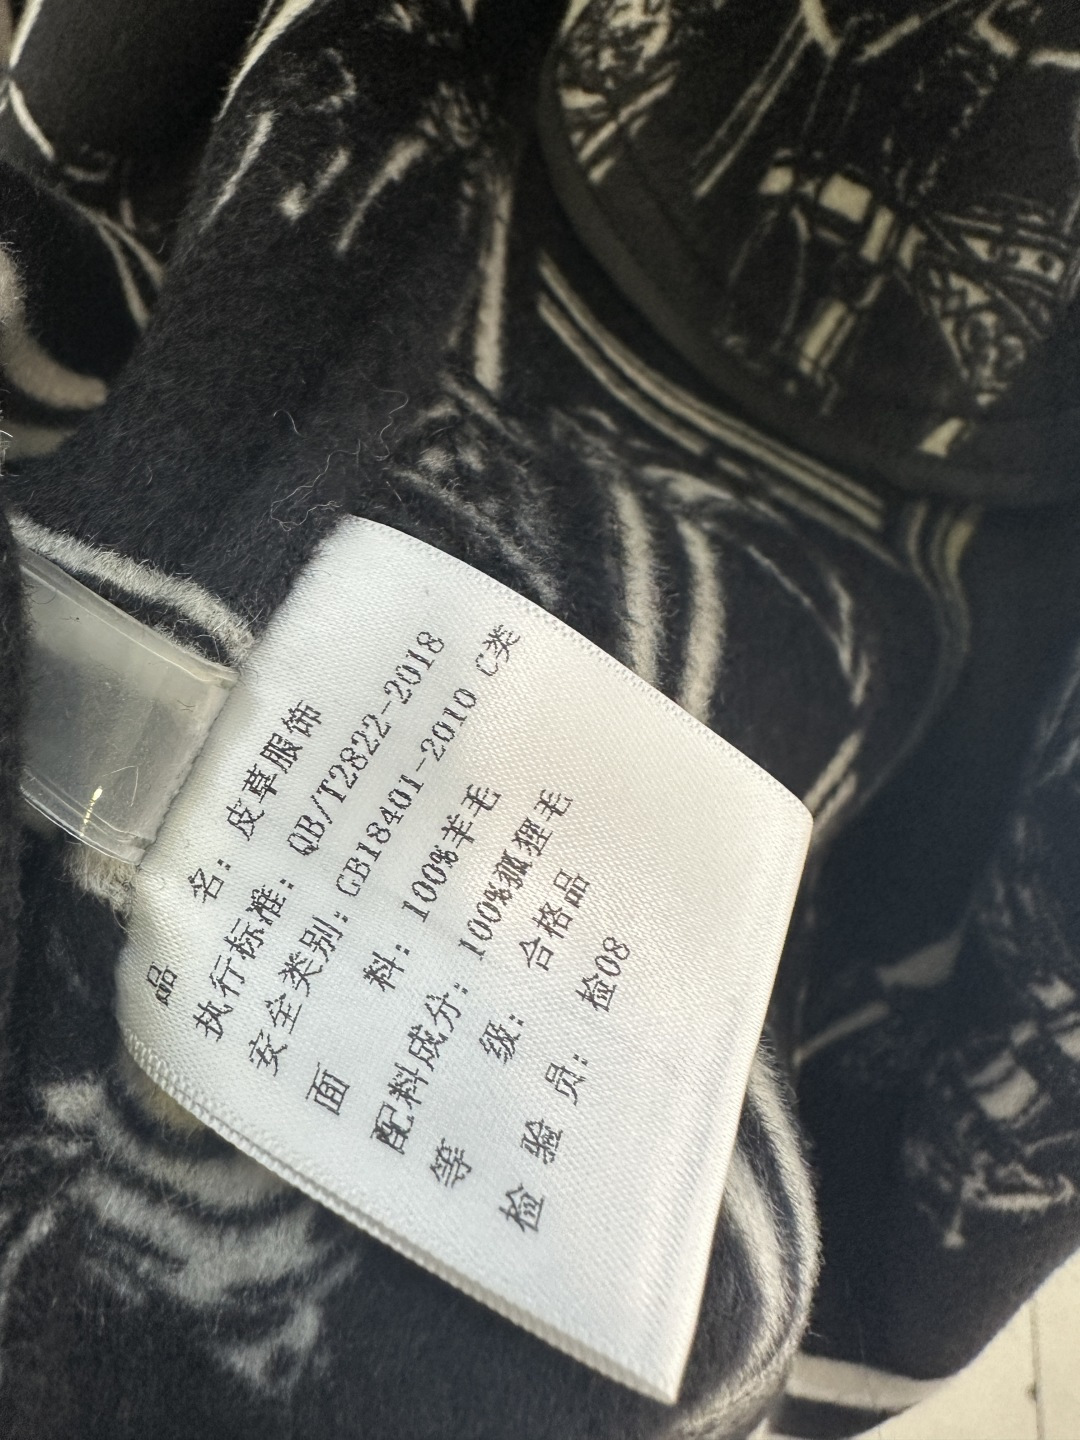 品 名：皮草服饰
执行标准：QB/T2822-2018
安全类别：GB18401-2010 C类
面 料：100%羊毛
配料成分：100%狐狸毛
等 级：合格品
检 验 员：检08